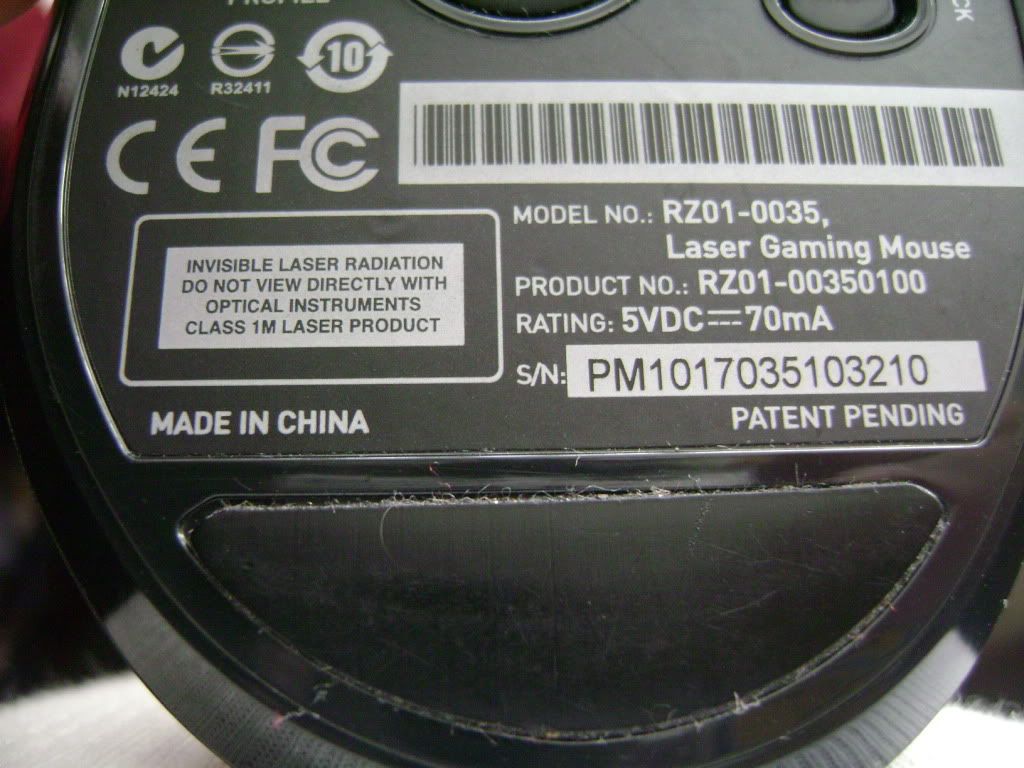 PROFILE
CK
10
N12424
R32411
CE FC
MODEL NO.: RZ01-0035,
Laser Gaming Mouse
PRODUCT NO.: RZ01-00350100
RATING: 5VDC⎓70mA
S/N: PM1017035103210
PATENT PENDING
INVISIBLE LASER RADIATION
DO NOT VIEW DIRECTLY WITH
OPTICAL INSTRUMENTS
CLASS 1M LASER PRODUCT
MADE IN CHINA